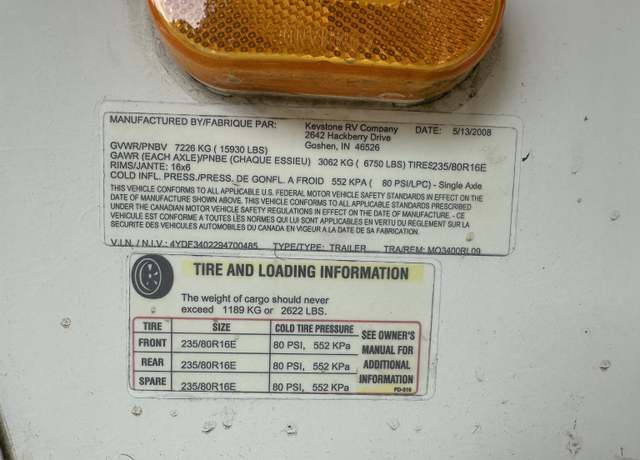 MANUFACTURED BY/FABRIQUE PAR: Keystone RV Company DATE: 5/13/2008
2642 Hackberry Drive
Goshen, IN 46526
GVWR/PNBV 7226 KG ( 15930 LBS)
GAWR (EACH AXLE)/PNBE (CHAQUE ESSIEU) 3062 KG ( 6750 LBS) TIRES 235/80R16E
RIMS/JANTE: 16x6
COLD INFL. PRESS./PRESS. DE GONFL. A FROID 552 KPA ( 80 PSI/LPC) - Single Axle
THIS VEHICLE CONFORMS TO ALL APPLICABLE U.S. FEDERAL MOTOR VEHICLE SAFETY STANDARDS IN EFFECT ON THE
DATE OF MANUFACTURE SHOWN ABOVE. THIS VEHICLE CONFORMS TO ALL APPLICABLE STANDARDS PRESCRIBED
UNDER THE CANADIAN MOTOR VEHICLE SAFETY REGULATIONS IN EFFECT ON THE DATE OF MANUFACTURE. - CE
VEHICULE EST CONFORME A TOUTES LES NORMES QUI LUI SONT APPLICABLES EN VERTU DU REGLEMENT SUR LA
SECURITE DES VEHICULES AUTOMOBILES DU CANADA EN VIGUEUR A LA DATE DE SA FABRICATION.
V.I.N. / N.I.V.: 4YDF3402294700485 TYPE/TYPE: TRAILER TRA/REM: MO3400RL09
TIRE AND LOADING INFORMATION
The weight of cargo should never
exceed 1189 KG or 2622 LBS.
TIRE SIZE COLD TIRE PRESSURE SEE OWNER'S
FRONT 235/80R16E 80 PSI, 552 KPa MANUAL FOR
REAR 235/80R16E 80 PSI, 552 KPa ADDITIONAL
SPARE 235/80R16E 80 PSI, 552 KPa INFORMATION